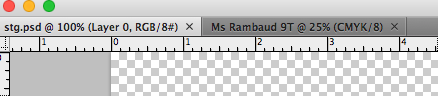 stg.psd @ 100% (Layer 0, RGB/8#) × Ms Rambaud 9T @ 25% (CMYK/8) ×
1 0 1 2 3 4